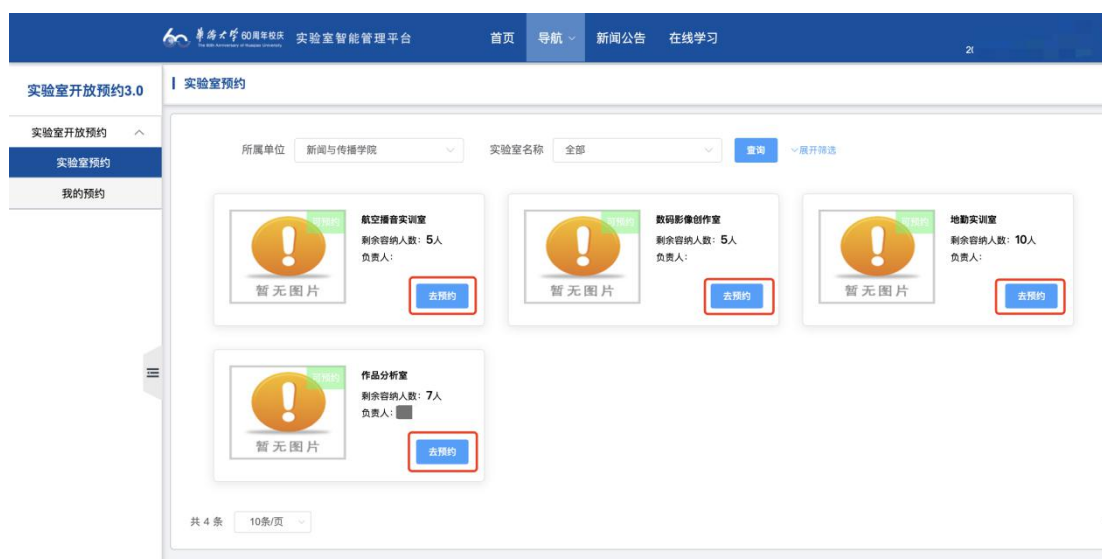 華僑大學 60周年校庆
The 60th Anniversary of Huaqiao University
实验室智能管理平台 首页 导航 新闻公告 在线学习
实验室开放预约3.0
实验室开放预约
实验室预约
我的预约
实验室预约
所属单位 新闻与传播学院 实验室名称 全部 查询 展开筛选
可预约
暂无图片
航空播音实训室
剩余容纳人数：5人
负责人：
去预约
可预约
暂无图片
数码影像创作室
剩余容纳人数：5人
负责人：
去预约
可预约
暂无图片
地勤实训室
剩余容纳人数：10人
负责人：
去预约
可预约
暂无图片
作品分析室
剩余容纳人数：7人
负责人：
去预约
共 4 条 10条/页